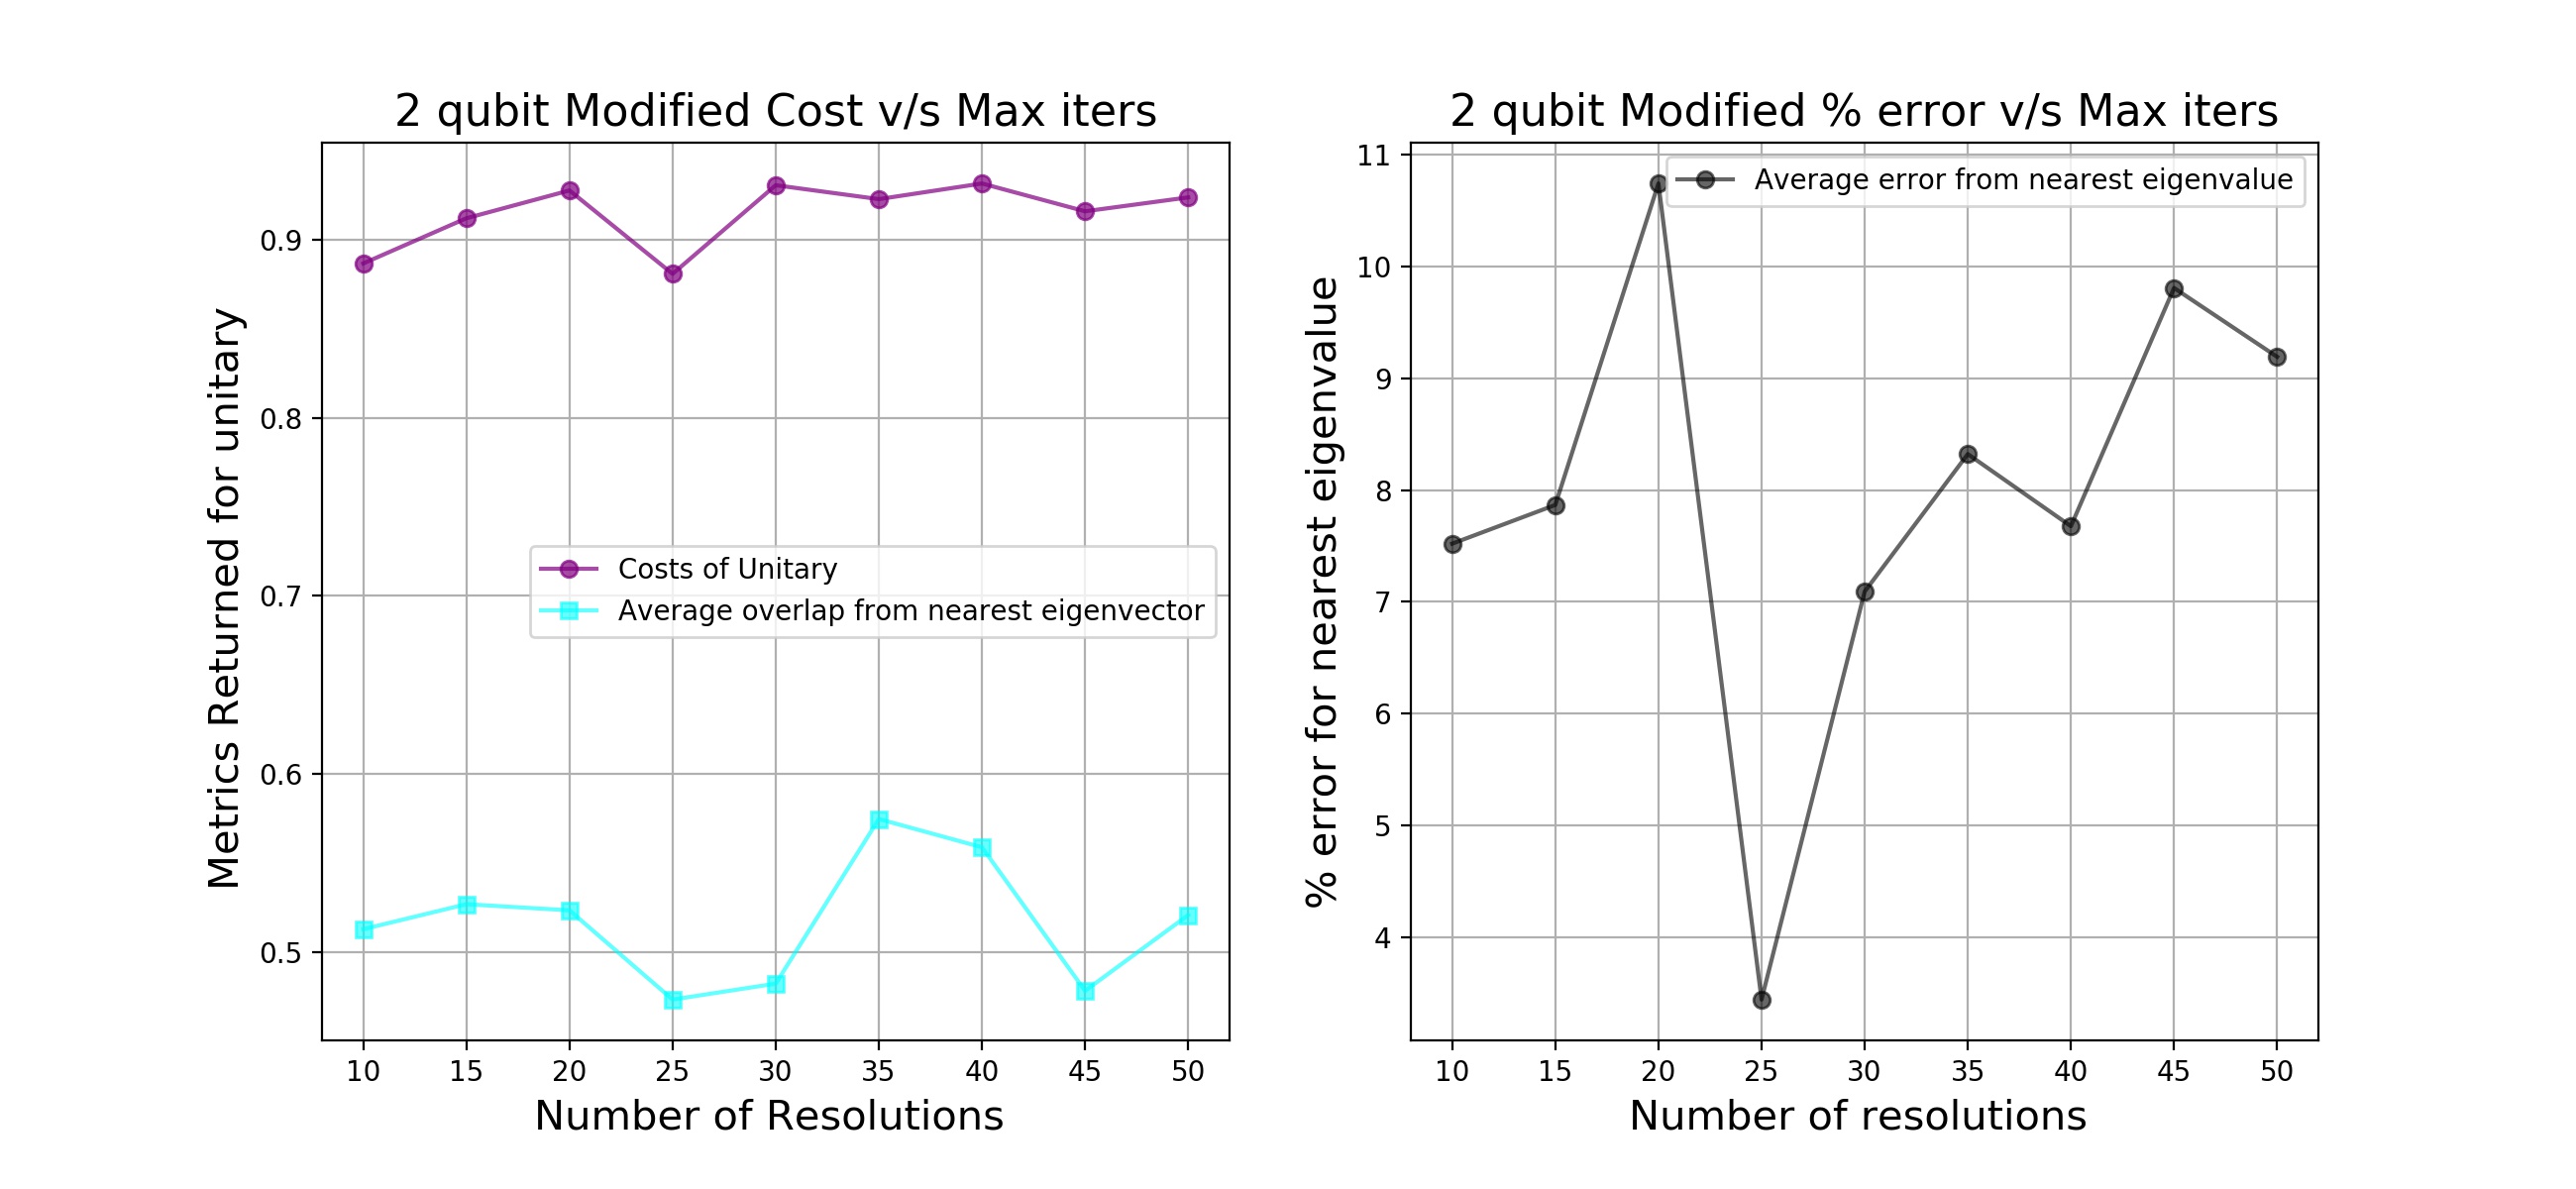 2 qubit Modified Cost v/s Max iters
Metrics Returned for unitary
0.9
0.8
0.7
0.6
0.5
Costs of Unitary
Average overlap from nearest eigenvector
10 15 20 25 30 35 40 45 50
Number of Resolutions
2 qubit Modified % error v/s Max iters
% error for nearest eigenvalue
11
10
9
8
7
6
5
4
Average error from nearest eigenvalue
10 15 20 25 30 35 40 45 50
Number of resolutions